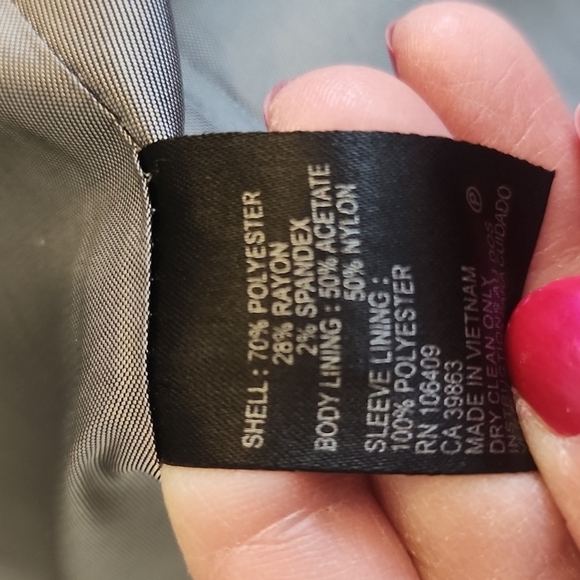 SHELL : 70% POLYESTER
28% RAYON
2% SPANDEX
BODY LINING : 50% ACETATE
50% NYLON
SLEEVE LINING :
100% POLYESTER
RN 106409
CA 39863
MADE IN VIETNAM
DRY CLEAN ONLY
P
CUIDADO